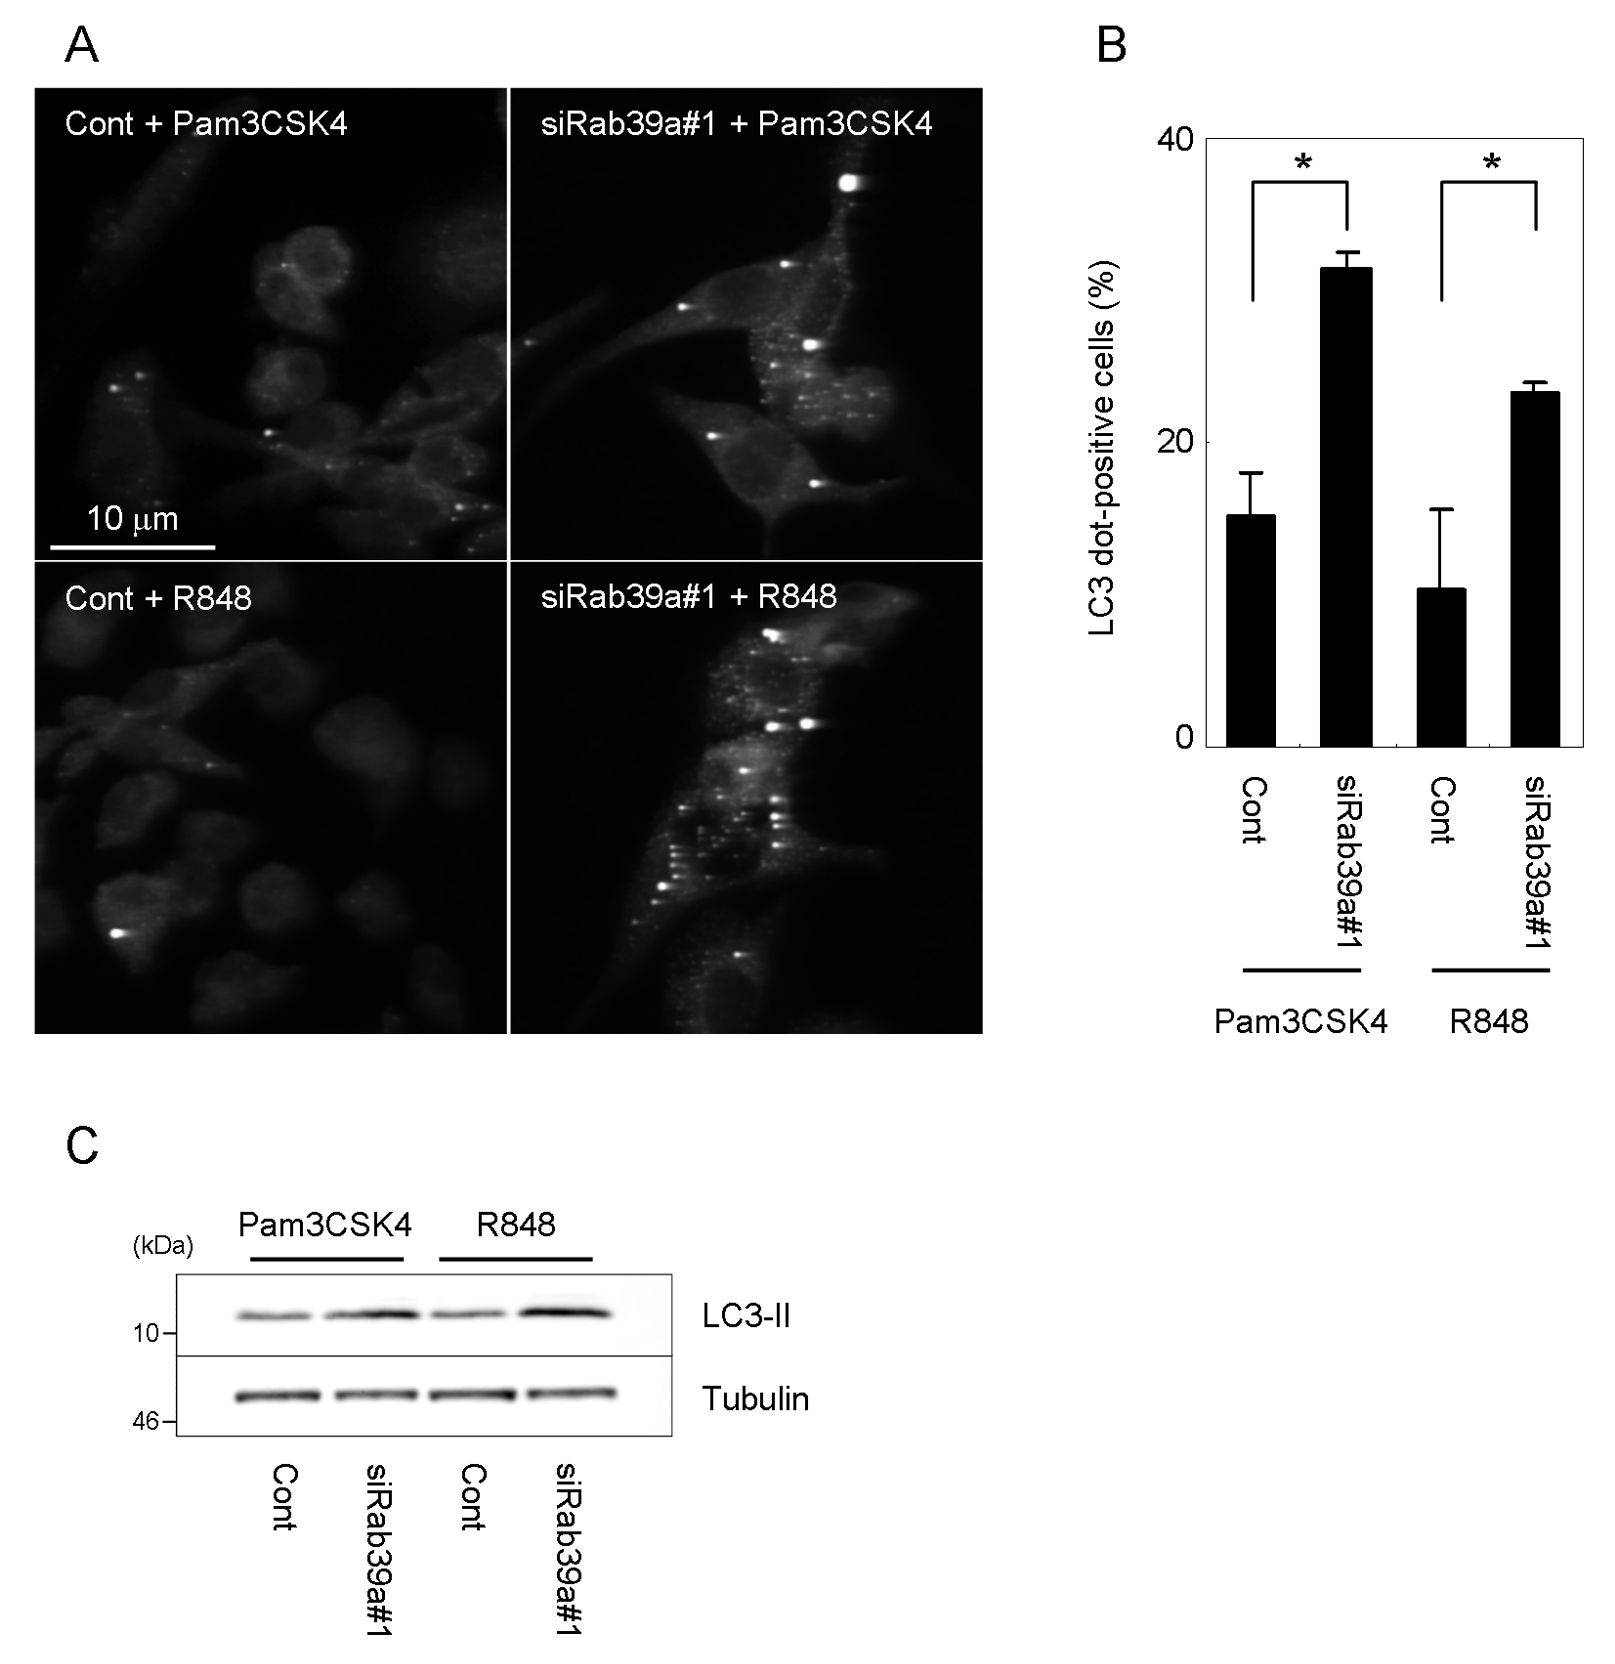 A
Cont + Pam3CSK4
siRab39a#1 + Pam3CSK4
10 μm
Cont + R848
siRab39a#1 + R848
B
LC3 dot-positive cells (%)
40
20
0
*
*
Cont
siRab39a#1
Cont
siRab39a#1
Pam3CSK4
R848
C
Pam3CSK4
R848
(kDa)
10
LC3-II
46
Tubulin
Cont
siRab39a#1
Cont
siRab39a#1